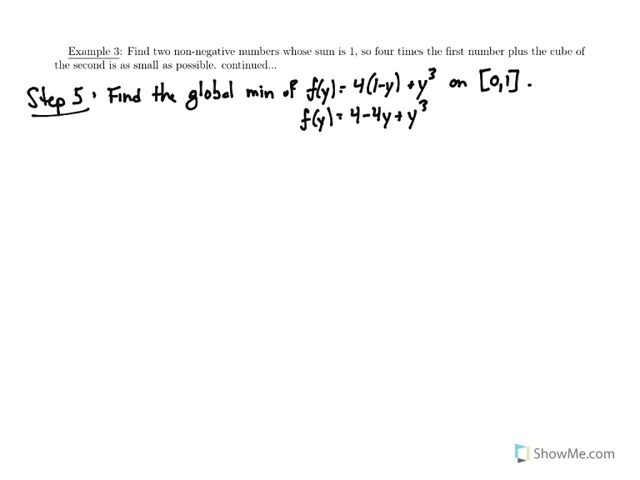 Example 3: Find two non-negative numbers whose sum is 1, so four times the first number plus the cube of
the second is as small as possible. continued...
Step 5: Find the global min of f(y) = 4(1-y) + y³ on [0,1].
f(y) = 4-4y+y³
ShowMe.com